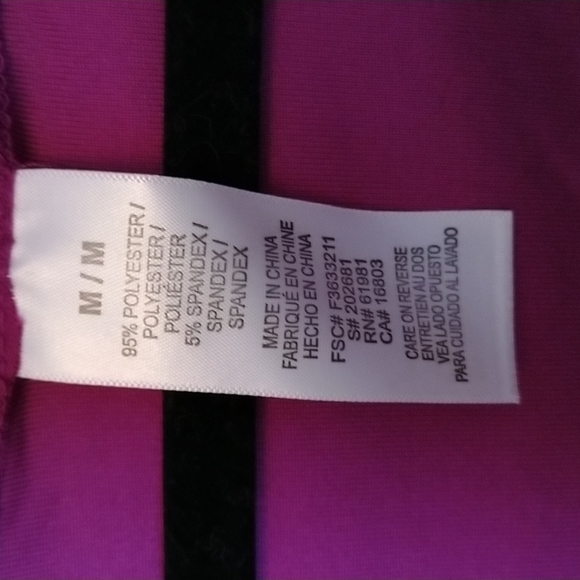 M / M
95% POLYESTER /
POLYESTER /
POLIÉSTER
5% SPANDEX /
SPANDEX /
SPANDEX
MADE IN CHINA
FABRIQUÉ EN CHINE
HECHO EN CHINA
FSC# F3633211
S# 202681
RN# 61981
CA# 16803
CARE ON REVERSE
ENTRETIEN AU DOS
VEA LADO OPUESTO
PARA CUIDADO AL LAVADO